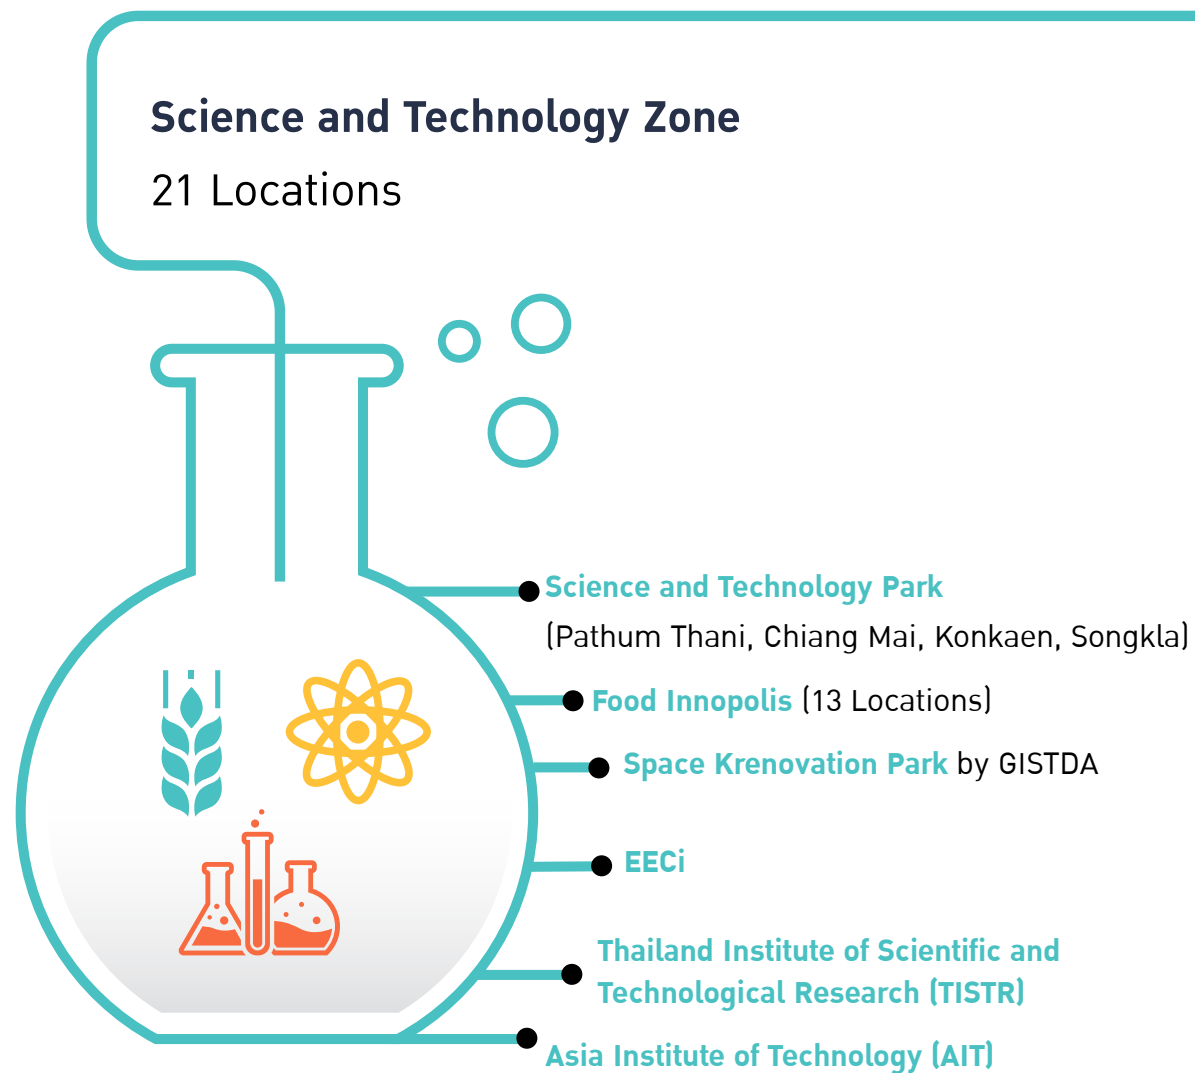 Science and Technology Zone
21 Locations
Science and Technology Park
(Pathum Thani, Chiang Mai, Konkaen, Songkla)
Food Innopolis (13 Locations)
Space Krenovation Park by GISTDA
EECi
Thailand Institute of Scientific and
Technological Research (TISTR)
Asia Institute of Technology (AIT)